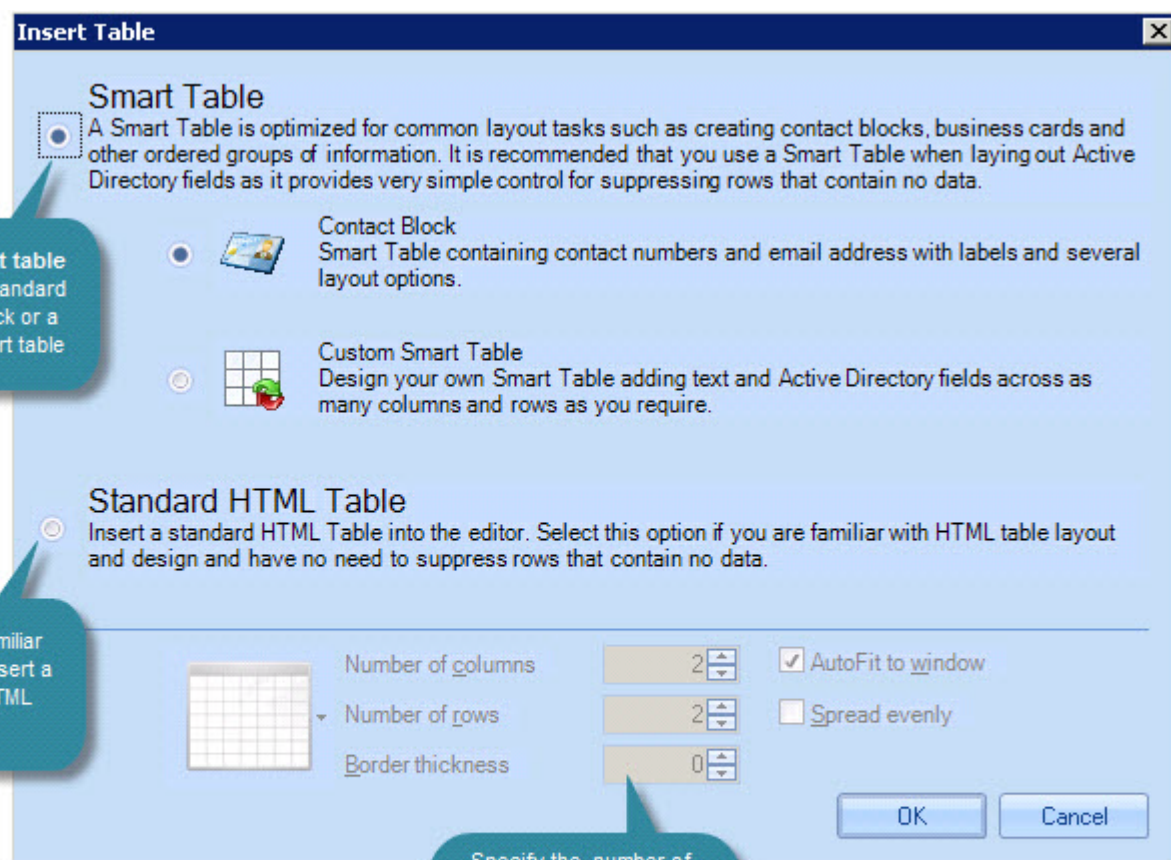 Insert Table
Smart Table
A Smart Table is optimized for common layout tasks such as creating contact blocks, business cards and
other ordered groups of information. It is recommended that you use a Smart Table when laying out Active
Directory fields as it provides very simple control for suppressing rows that contain no data.
Contact Block
Smart Table containing contact numbers and email address with labels and several
layout options.
table
or a
table
Custom Smart Table
Design your own Smart Table adding text and Active Directory fields across as
many columns and rows as you require.
Standard HTML Table
Insert a standard HTML Table into the editor. Select this option if you are familiar with HTML table layout
and design and have no need to suppress rows that contain no data.
a
Number of columns 2
AutoFit to window
Number of rows 2
Spread evenly
Border thickness 0
OK
Cancel
Specify the number of